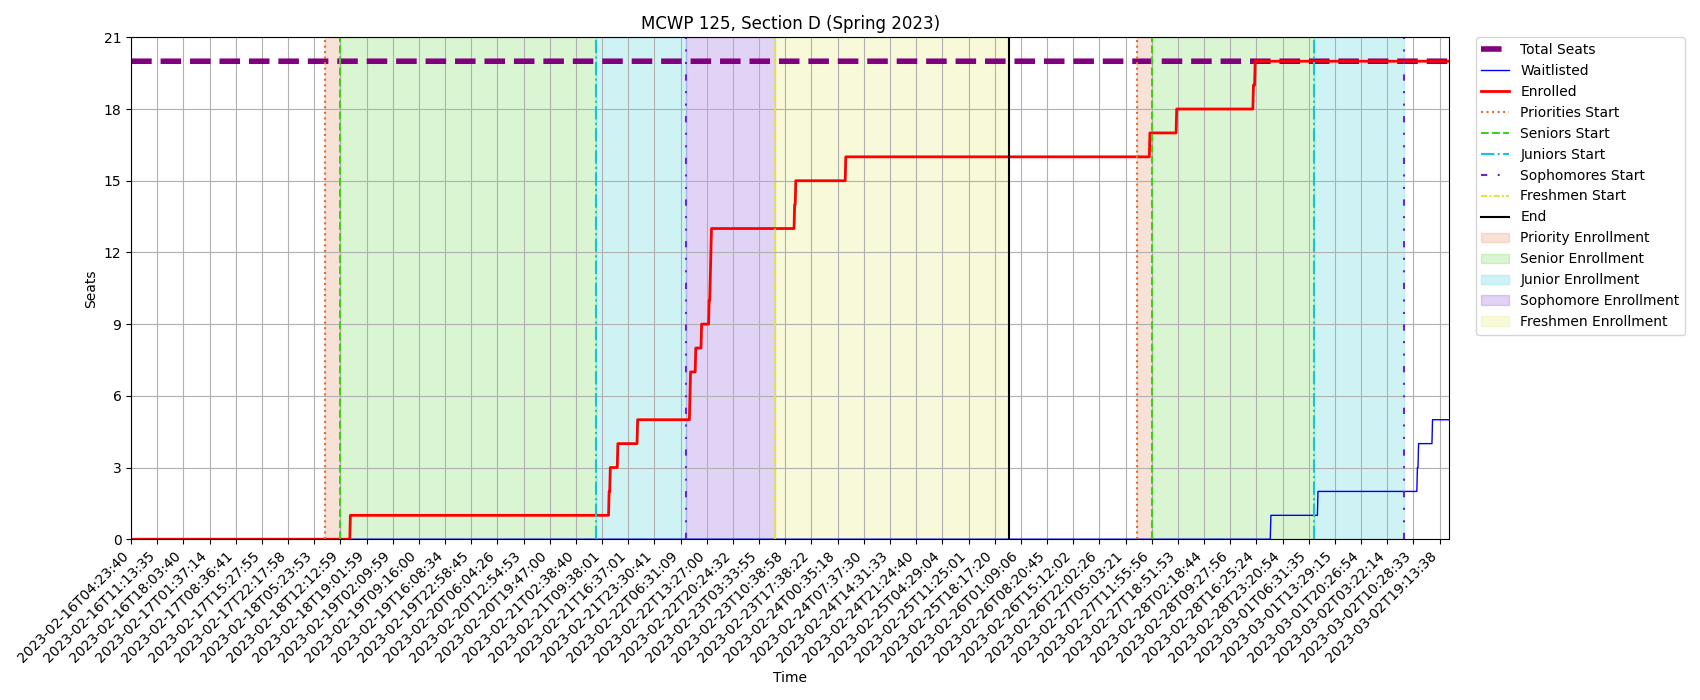 MCWP 125, Section D (Spring 2023)
21
18
15
12
9
6
3
0
Seats
2023-02-16T04:23:40
2023-02-16T11:13:35
2023-02-16T18:03:40
2023-02-17T01:37:14
2023-02-17T08:36:41
2023-02-17T15:27:55
2023-02-17T22:17:58
2023-02-18T05:23:53
2023-02-18T12:12:59
2023-02-18T19:01:59
2023-02-19T02:09:59
2023-02-19T09:16:00
2023-02-19T16:08:34
2023-02-19T22:58:45
2023-02-20T06:04:26
2023-02-20T12:54:53
2023-02-20T19:47:00
2023-02-21T02:38:40
2023-02-21T09:38:01
2023-02-21T16:37:01
2023-02-21T23:30:41
2023-02-22T06:31:09
2023-02-22T13:27:00
2023-02-22T20:24:32
2023-02-23T03:33:55
2023-02-23T10:38:58
2023-02-23T17:38:22
2023-02-24T00:35:18
2023-02-24T07:37:30
2023-02-24T14:31:33
2023-02-24T21:24:40
2023-02-25T04:29:04
2023-02-25T11:25:01
2023-02-25T18:17:20
2023-02-26T01:09:06
2023-02-26T08:20:45
2023-02-26T15:12:02
2023-02-26T22:02:26
2023-02-27T05:03:21
2023-02-27T11:55:56
2023-02-27T18:51:53
2023-02-28T02:18:44
2023-02-28T09:27:56
2023-02-28T16:25:24
2023-02-28T23:20:54
2023-03-01T06:31:35
2023-03-01T13:29:15
2023-03-01T20:26:54
2023-03-02T03:22:14
2023-03-02T10:28:33
2023-03-02T19:13:38
Time
Total Seats
Waitlisted
Enrolled
Priorities Start
Seniors Start
Juniors Start
Sophomores Start
Freshmen Start
End
Priority Enrollment
Senior Enrollment
Junior Enrollment
Sophomore Enrollment
Freshmen Enrollment